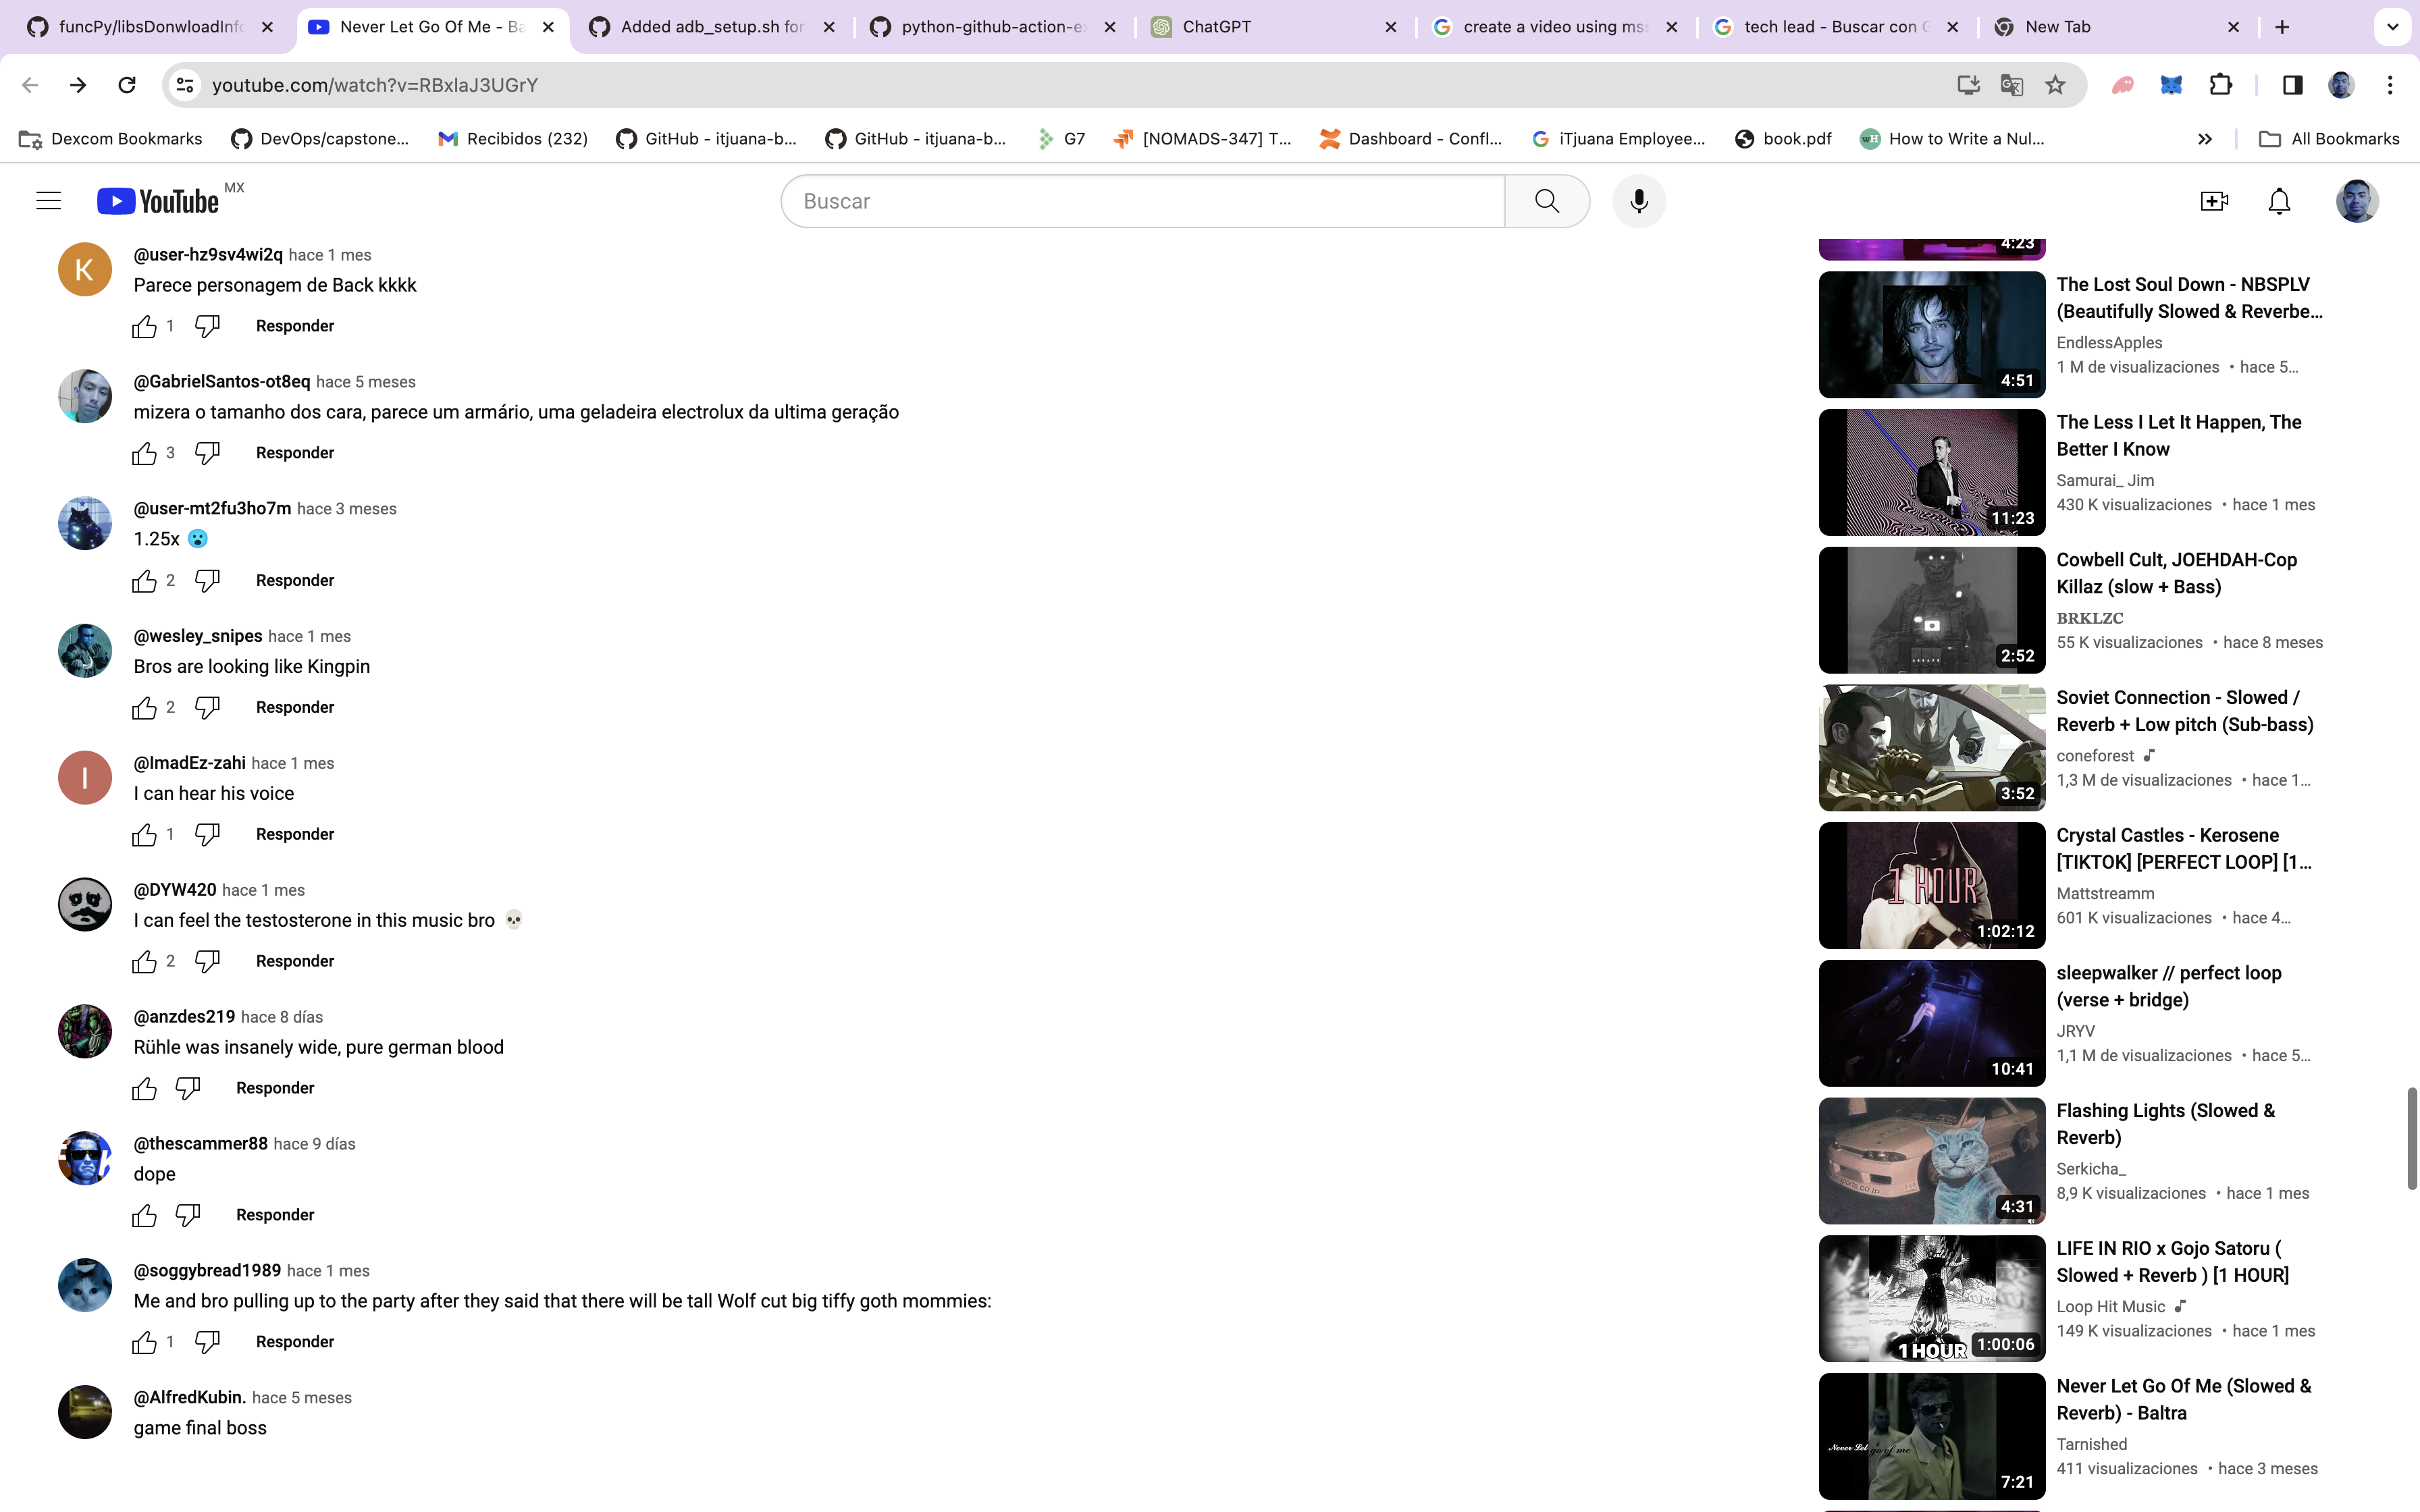 funcPy/libsDonwloadInfo
Never Let Go Of Me - Ba
Added adb_setup.sh for
python-github-action-ex
ChatGPT
create a video using mss
tech lead - Buscar con G
New Tab
youtube.com/watch?v=RBxlaJ3UGrY
Dexcom Bookmarks
DevOps/capstone...
Recibidos (232)
GitHub - itjuana-b...
GitHub - itjuana-b...
G7
[NOMADS-347] T...
Dashboard - Confl...
iTjuana Employee...
book.pdf
How to Write a Nul...
All Bookmarks
YouTube MX
Buscar
K
@user-hz9sv4wi2q hace 1 mes
Parece personagem de Back kkkk
1 Responder
@GabrielSantos-ot8eq hace 5 meses
mizera o tamanho dos cara, parece um armário, uma geladeira electrolux da ultima geração
3 Responder
@user-mt2fu3ho7m hace 3 meses
1.25x 😮
2 Responder
@wesley_snipes hace 1 mes
Bros are looking like Kingpin
2 Responder
I
@ImadEz-zahi hace 1 mes
I can hear his voice
1 Responder
@DYW420 hace 1 mes
I can feel the testosterone in this music bro 💀
2 Responder
@anzdes219 hace 8 días
Rühle was insanely wide, pure german blood
Responder
@thescammer88 hace 9 días
dope
Responder
@soggybread1989 hace 1 mes
Me and bro pulling up to the party after they said that there will be tall Wolf cut big tiffy goth mommies:
1 Responder
@AlfredKubin. hace 5 meses
game final boss
4:23
The Lost Soul Down - NBSPLV
(Beautifully Slowed & Reverbe...
EndlessApples
1 M de visualizaciones • hace 5...
4:51
The Less I Let It Happen, The
Better I Know
Samurai_ Jim
430 K visualizaciones • hace 1 mes
11:23
Cowbell Cult, JOEHDAH-Cop
Killaz (slow + Bass)
BRKLZC
55 K visualizaciones • hace 8 meses
2:52
Soviet Connection - Slowed /
Reverb + Low pitch (Sub-bass)
coneforest
1,3 M de visualizaciones • hace 1...
3:52
Crystal Castles - Kerosene
[TIKTOK] [PERFECT LOOP] [1...
Mattstreamm
601 K visualizaciones • hace 4...
1 HOUR
1:02:12
sleepwalker // perfect loop
(verse + bridge)
JRYV
1,1 M de visualizaciones • hace 5...
10:41
Flashing Lights (Slowed &
Reverb)
Serkicha_
8,9 K visualizaciones • hace 1 mes
4:31
LIFE IN RIO x Gojo Satoru (
Slowed + Reverb ) [1 HOUR]
Loop Hit Music
149 K visualizaciones • hace 1 mes
1 HOUR
1:00:06
Never Let Go Of Me (Slowed &
Reverb) - Baltra
Tarnished
411 visualizaciones • hace 3 meses
Never Let go of me
7:21